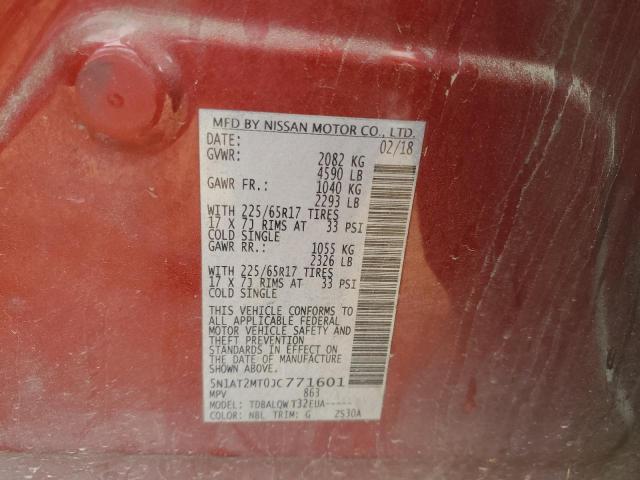 MFD BY NISSAN MOTOR CO., LTD.
DATE: 02/18
GVWR: 2082 KG
4590 LB
GAWR FR.: 1040 KG
2293 LB
WITH 225/65R17 TIRES
17 X 7J RIMS AT 33 PSI
COLD SINGLE
GAWR RR.: 1055 KG
2326 LB
WITH 225/65R17 TIRES
17 X 7J RIMS AT 33 PSI
COLD SINGLE
THIS VEHICLE CONFORMS TO
ALL APPLICABLE FEDERAL
MOTOR VEHICLE SAFETY AND
THEFT PREVENTION
STANDARDS IN EFFECT ON
THE DATE OF MANUFACTURE
SHOWN ABOVE.
5N1AT2MT0JC771601
MPV 863
MODEL: TDBALQW T32EUA-----
COLOR: NBL TRIM: G 2S30A